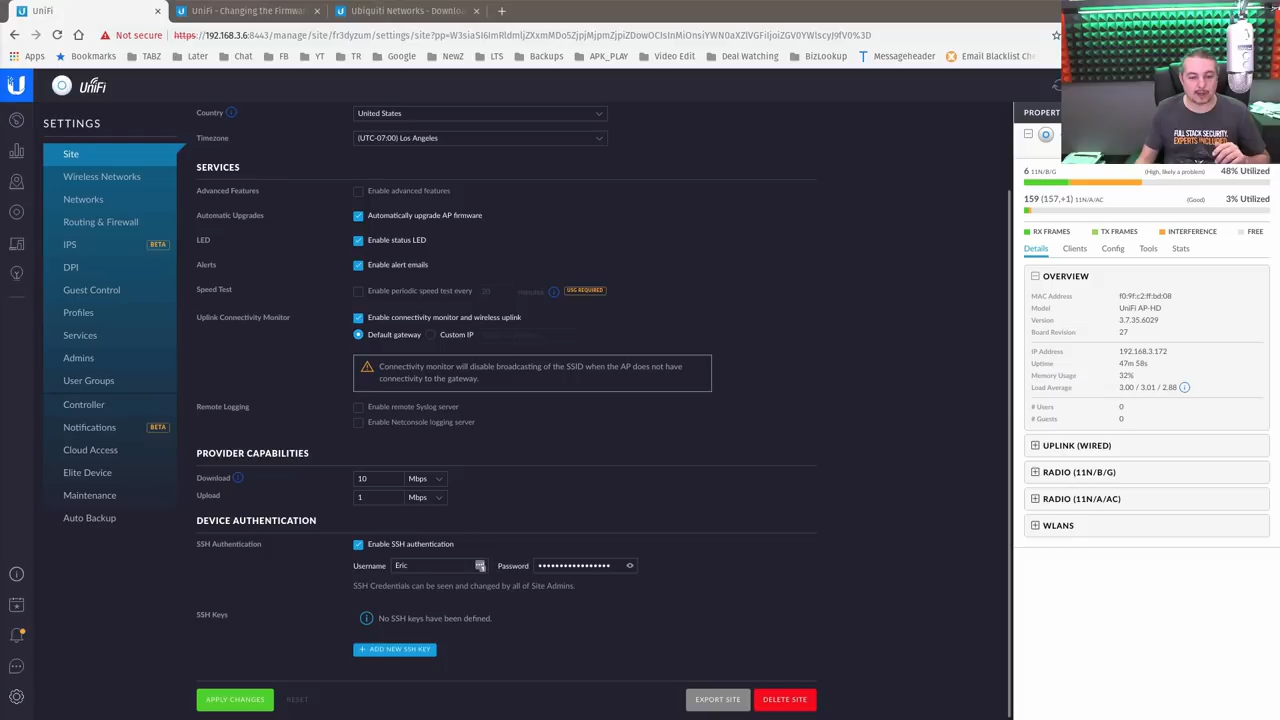 UniFi
UniFi - Changing the Firmwar
Ubiquiti Networks - Downloa
Not secure
https://192.168.3.6:8443/manage/site/fr3dyzum/settings/site?
Apps
Bookmarks
TABZ
Later
Chat
FB
YT
TR
Google
NewZ
LTS
Backups
APK_PLAY
Video Edit
Deal Watching
BizLookup
Messageheader
Email Blacklist Chec
UniFi
SETTINGS
Site
Wireless Networks
Networks
Routing & Firewall
IPS BETA
DPI
Guest Control
Profiles
Services
Admins
User Groups
Controller
Notifications BETA
Cloud Access
Elite Device
Maintenance
Auto Backup
Country United States
Timezone (UTC-07:00) Los Angeles
SERVICES
Advanced Features Enable advanced features
Automatic Upgrades Automatically upgrade AP firmware
LED Enable status LED
Alerts Enable alert emails
Speed Test Enable periodic speed test every 20 minutes USG REQUIRED
Uplink Connectivity Monitor Enable connectivity monitor and wireless uplink
Default gateway Custom IP
Connectivity monitor will disable broadcasting of the SSID when the AP does not have
connectivity to the gateway.
Remote Logging Enable remote Syslog server
Enable Netconsole logging server
PROVIDER CAPABILITIES
Download 10 Mbps
Upload 1 Mbps
DEVICE AUTHENTICATION
SSH Authentication Enable SSH authentication
Username Eric Password
SSH Credentials can be seen and changed by all of Site Admins.
SSH Keys No SSH keys have been defined.
+ ADD NEW SSH KEY
APPLY CHANGES RESET EXPORT SITE DELETE SITE
FULL STACK SECURITY.
EXPERTS INCLUDED.
PROPERT
6 11N/B/G (High, likely a problem) 48% Utilized
159 (157,+1) 11N/A/AC (Good) 3% Utilized
RX FRAMES TX FRAMES INTERFERENCE FREE
Details Clients Config Tools Stats
OVERVIEW
MAC Address f0:9f:c2:ff:bd:08
Model UniFi AP-HD
Version 3.7.35.6029
Board Revision 27
IP Address 192.168.3.172
Uptime 47m 58s
Memory Usage 32%
Load Average 3.00 / 3.01 / 2.88
# Users 0
# Guests 0
UPLINK (WIRED)
RADIO (11N/B/G)
RADIO (11N/A/AC)
WLANS